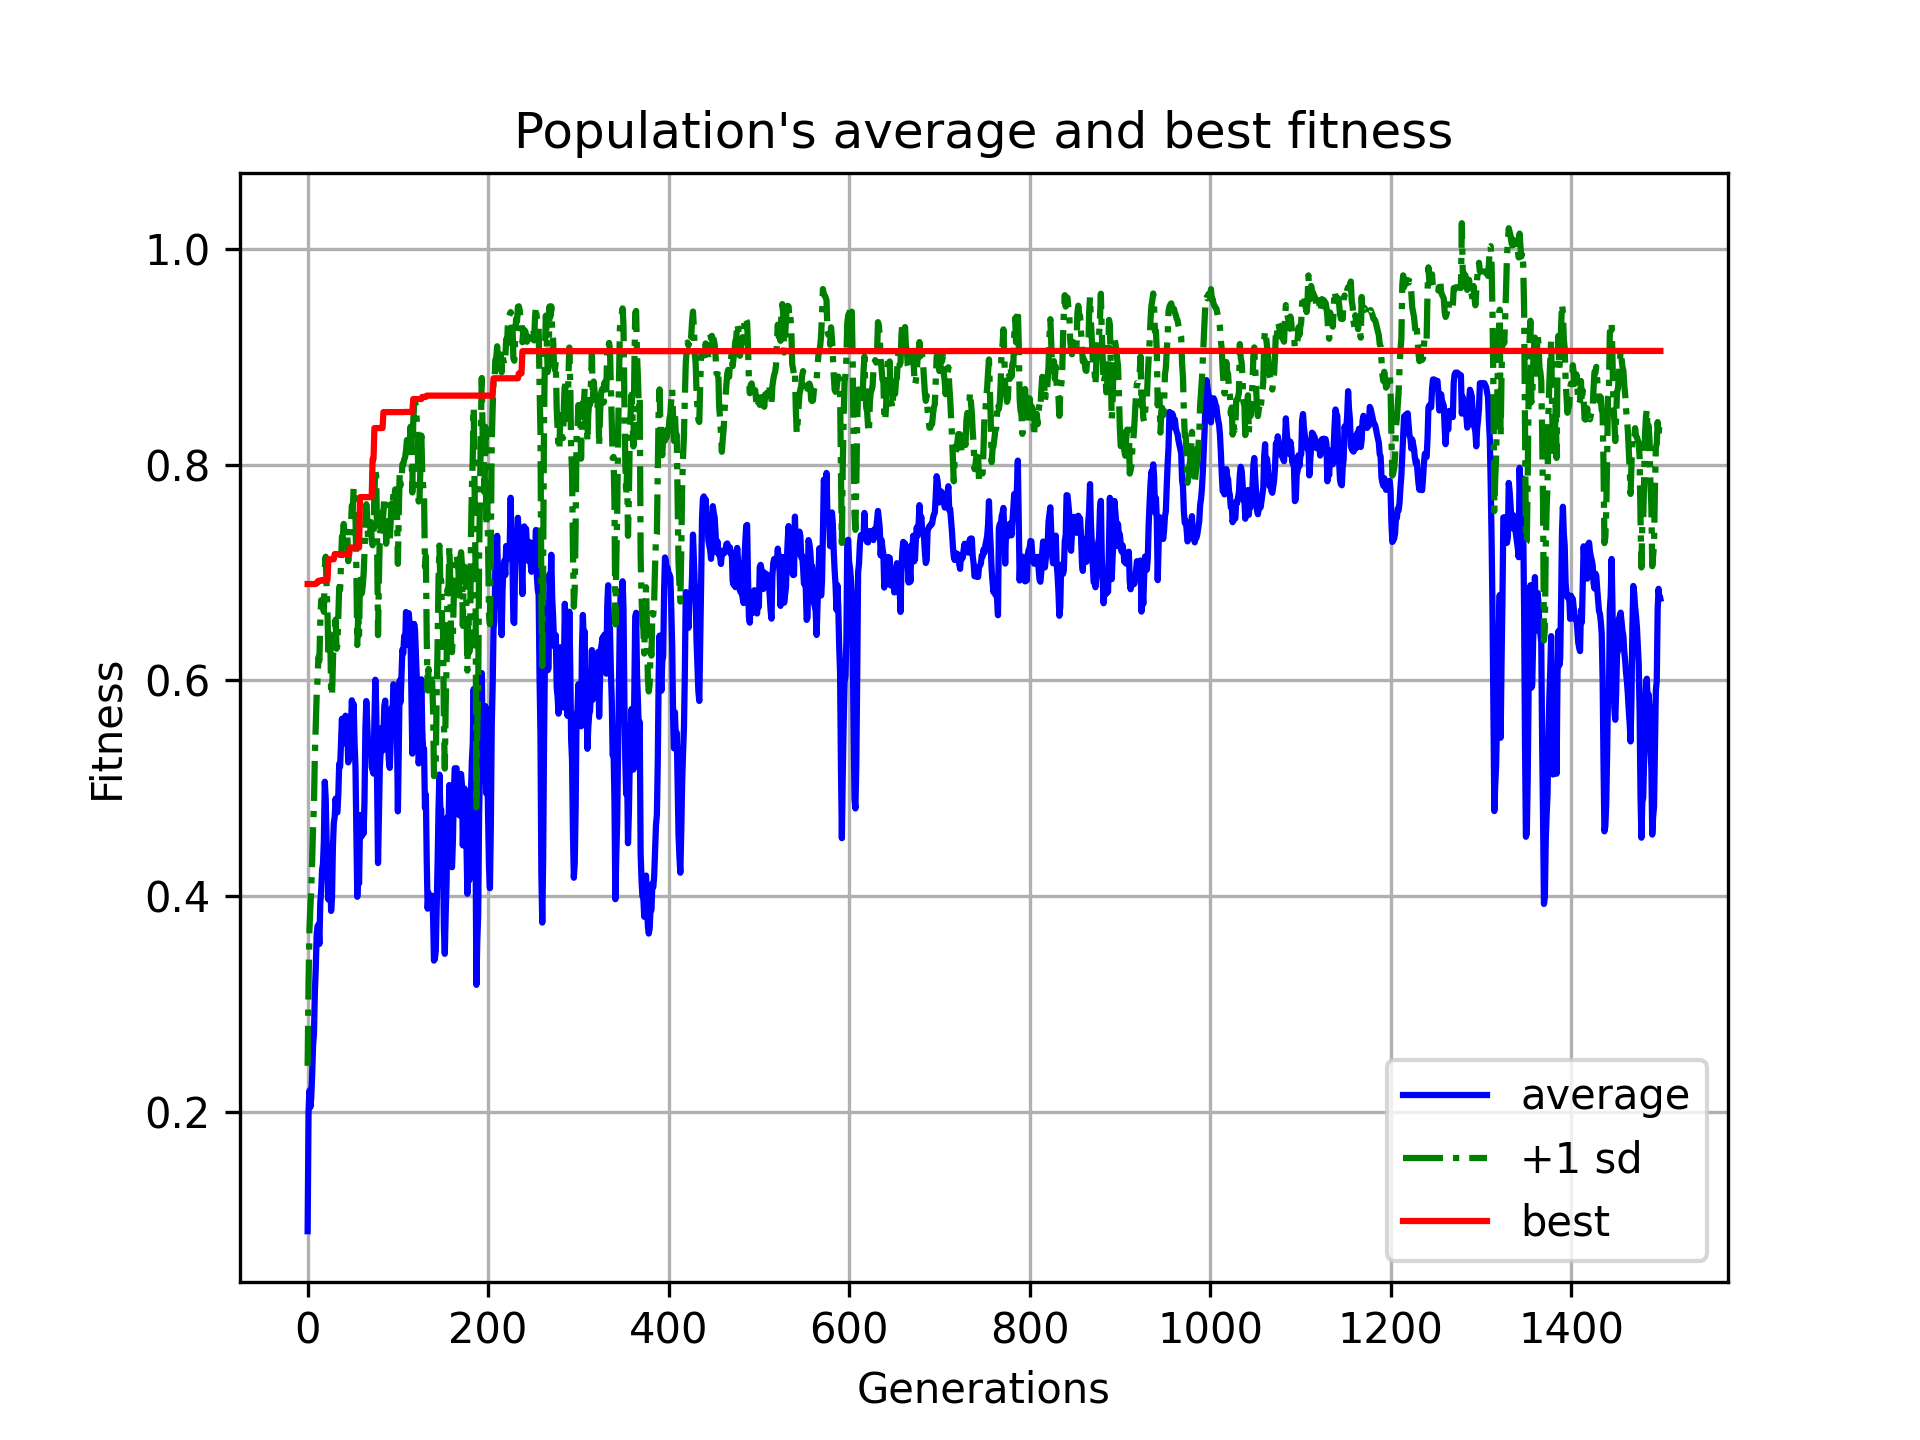 Population's average and best fitness
Fitness
1.0
0.8
0.6
0.4
0.2
0 200 400 600 800 1000 1200 1400
Generations
average
+1 sd
best